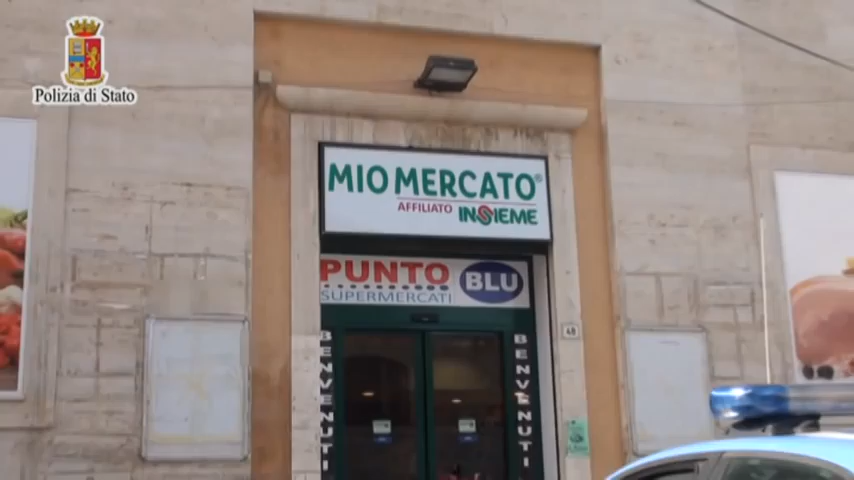 Polizia di Stato
MIO MERCATO®
AFFILIATO INSIEME
PUNTO BLU
SUPERMERCATI
48
BENVENUTI
BENVENUTI